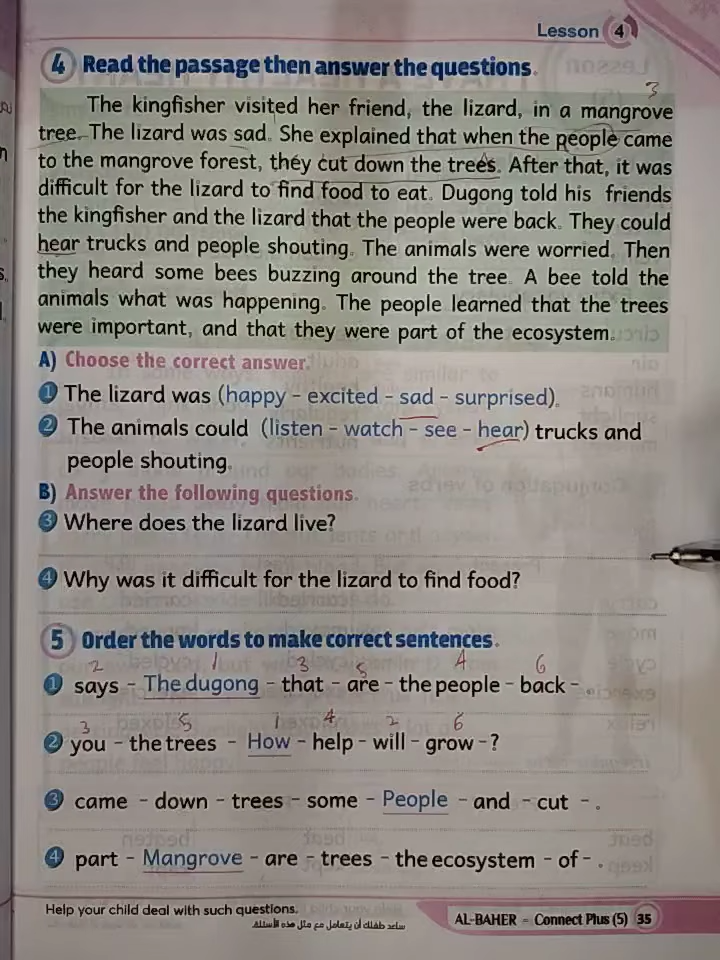 Lesson 4
4 Read the passage then answer the questions.
3
The kingfisher visited her friend, the lizard, in a mangrove
tree. The lizard was sad. She explained that when the people came
to the mangrove forest, they cut down the trees. After that, it was
difficult for the lizard to find food to eat. Dugong told his friends
the kingfisher and the lizard that the people were back. They could
hear trucks and people shouting. The animals were worried. Then
they heard some bees buzzing around the tree. A bee told the
animals what was happening. The people learned that the trees
were important, and that they were part of the ecosystem.
A) Choose the correct answer.
1 The lizard was (happy - excited - sad - surprised).
2 The animals could (listen - watch - see - hear) trucks and
people shouting.
B) Answer the following questions.
3 Where does the lizard live?
4 Why was it difficult for the lizard to find food?
5 Order the words to make correct sentences.
2 1 3 5 4 6
1 says - The dugong - that - are - the people - back - .
3 5 1 4 2 6
2 you - the trees - How - help - will - grow - ?
3 came - down - trees - some - People - and - cut - .
4 part - Mangrove - are - trees - the ecosystem - of - .
Help your child deal with such questions.
ساعد طفلك أن يتعامل مع مثل هذه الأسئلة.
AL-BAHER - Connect Plus (5) 35